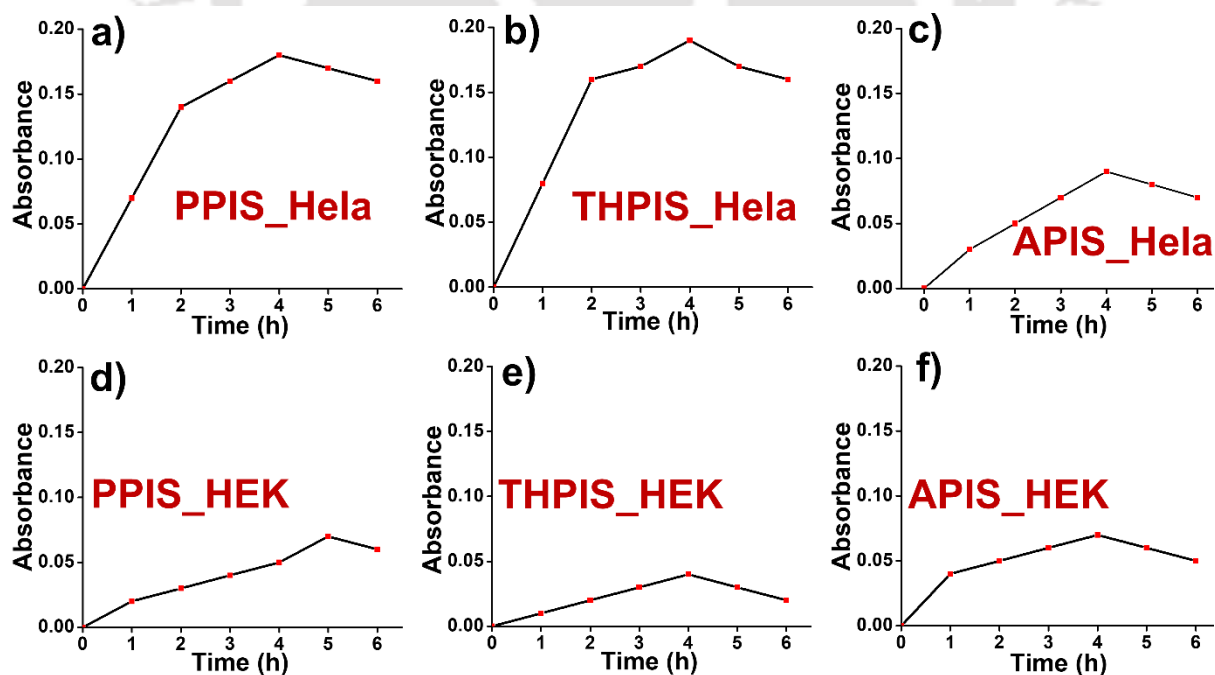 a)
0.20
0.15
0.10
0.05
0.00
Absorbance
PPIS_Hela
0 1 2 3 4 5 6
Time (h)
b)
0.20
0.15
0.10
0.05
0.00
Absorbance
THPIS_Hela
0 1 2 3 4 5 6
Time (h)
c)
0.20
0.15
0.10
0.05
0.00
Absorbance
APIS_Hela
0 1 2 3 4 5 6
Time (h)
d)
0.20
0.15
0.10
0.05
0.00
Absorbance
PPIS_HEK
0 1 2 3 4 5 6
Time (h)
e)
0.20
0.15
0.10
0.05
0.00
Absorbance
THPIS_HEK
0 1 2 3 4 5 6
Time (h)
f)
0.20
0.15
0.10
0.05
0.00
Absorbance
APIS_HEK
0 1 2 3 4 5 6
Time (h)